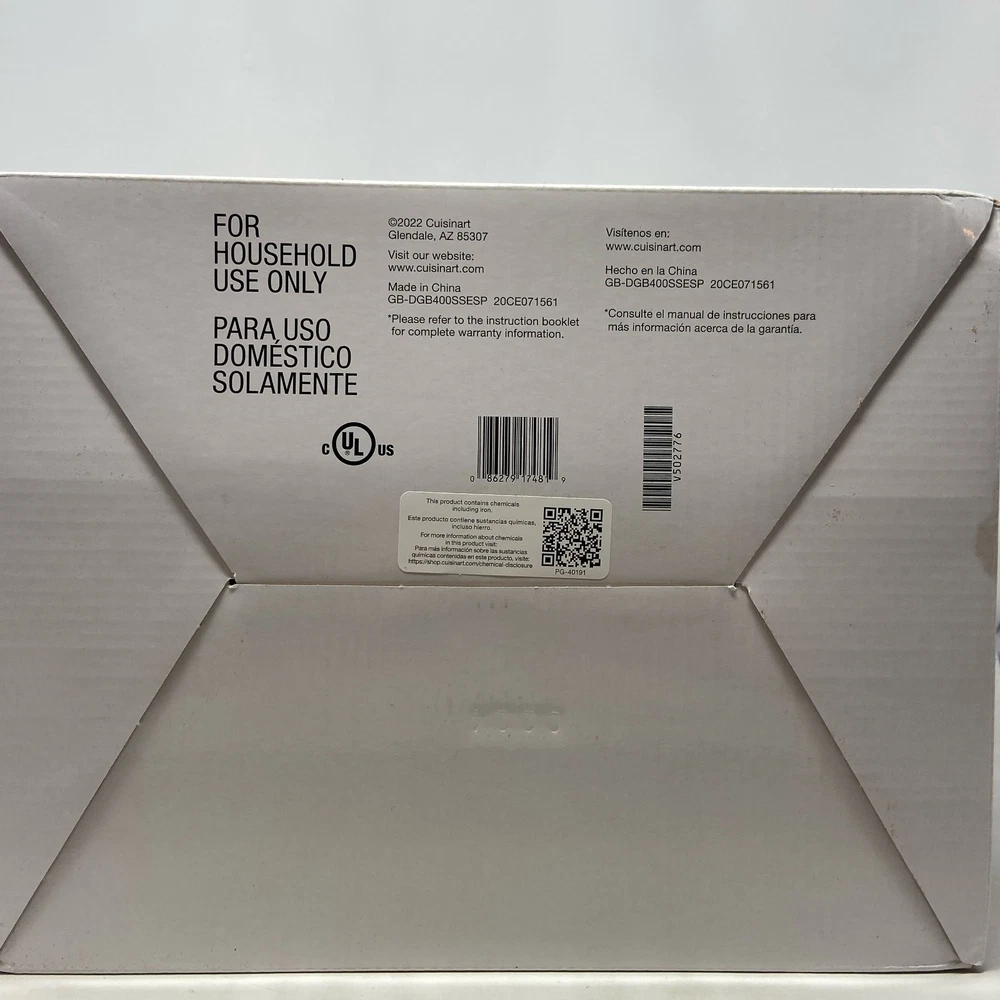 FOR
HOUSEHOLD
USE ONLY
PARA USO
DOMÉSTICO
SOLAMENTE
©2022 Cuisinart
Glendale, AZ 85307
Visit our website:
www.cuisinart.com
Made in China
GB-DGB400SSESP 20CE071561
*Please refer to the instruction booklet
for complete warranty information.
Visítenos en:
www.cuisinart.com
Hecho en la China
GB-DGB400SSESP 20CE071561
*Consulte el manual de instrucciones para
más información acerca de la garantía.
C UL® US
0 86279 17481 9
V502776
This product contains chemicals
including iron.
Este producto contiene sustancias químicas,
incluso hierro.
For more information about chemicals
in this product visit:
Para más información sobre las sustancias
químicas contenidas en este producto, visite:
https://shop.cuisinart.com/chemical-disclosure
PG-40191